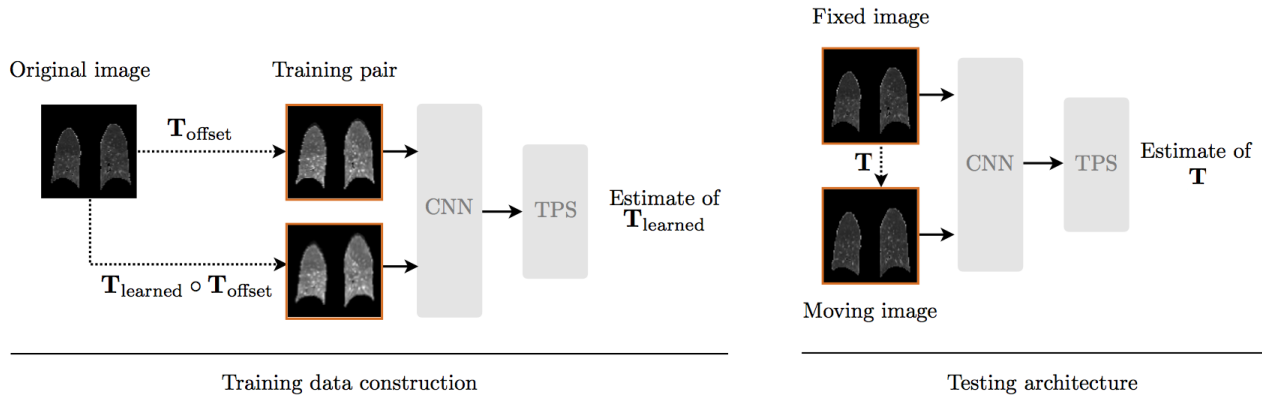 Original image
Training pair
T_offset
T_learned ∘ T_offset
CNN
TPS
Estimate of
T_learned
Training data construction
Fixed image
T
Moving image
CNN
TPS
Estimate of
T
Testing architecture